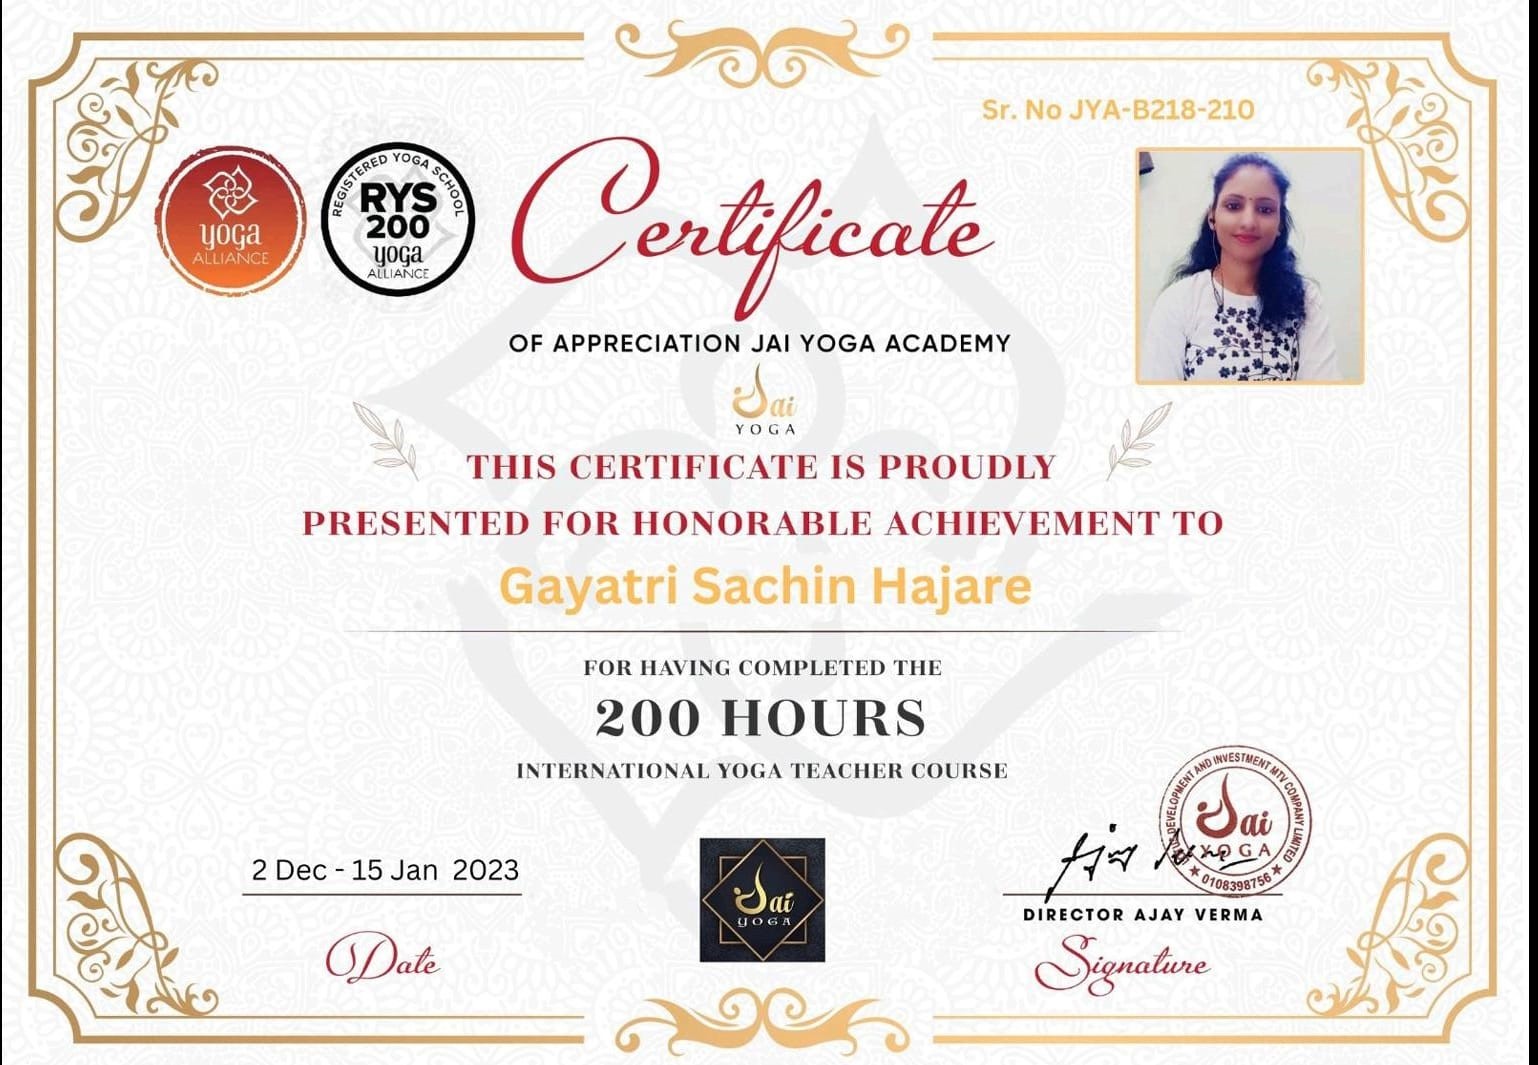 Sr. No JYA-B218-210
yoga
ALLIANCE
REGISTERED YOGA SCHOOL
RYS
200
yoga
ALLIANCE
Certificate
OF APPRECIATION JAI YOGA ACADEMY
Jai
YOGA
THIS CERTIFICATE IS PROUDLY
PRESENTED FOR HONORABLE ACHIEVEMENT TO
Gayatri Sachin Hajare
FOR HAVING COMPLETED THE
200 HOURS
INTERNATIONAL YOGA TEACHER COURSE
2 Dec - 15 Jan 2023
Date
Jai
YOGA
DEVELOPMENT AND INVESTMENT MTV COMPANY LIMITED
Jai
YOGA
★ 0108398756 ★
DIRECTOR AJAY VERMA
Signature